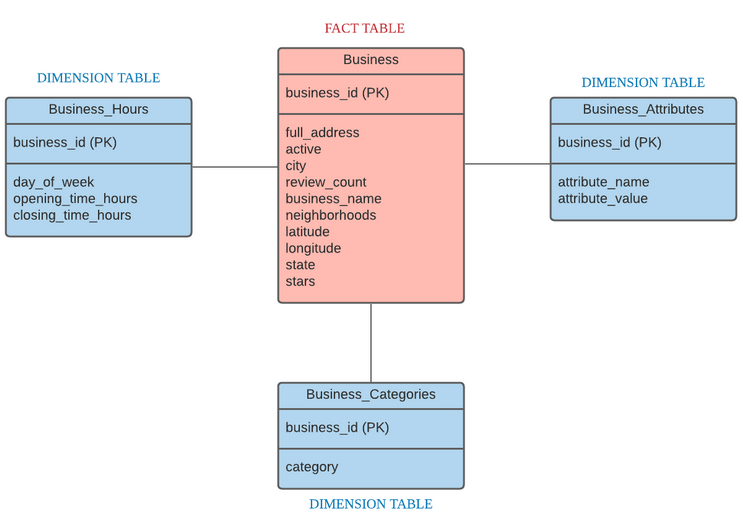 FACT TABLE
Business
business_id (PK)
full_address
active
city
review_count
business_name
neighborhoods
latitude
longitude
state
stars
DIMENSION TABLE
Business_Hours
business_id (PK)
day_of_week
opening_time_hours
closing_time_hours
DIMENSION TABLE
Business_Attributes
business_id (PK)
attribute_name
attribute_value
Business_Categories
business_id (PK)
category
DIMENSION TABLE